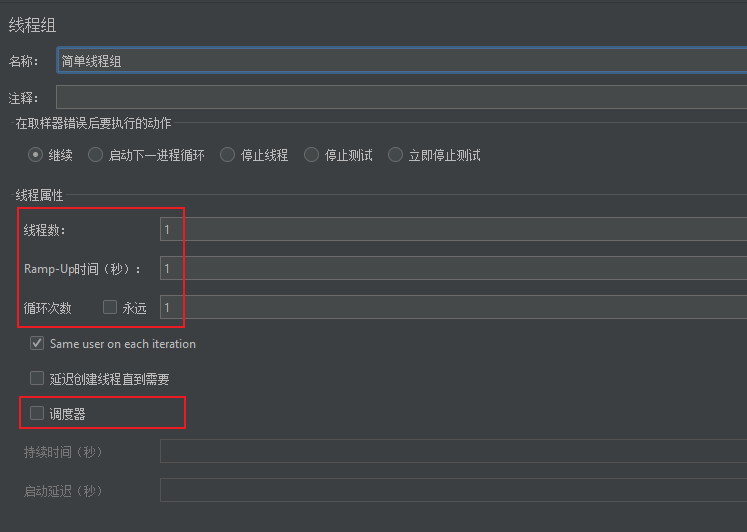 线程组
名称： 简单线程组
注释：
在取样器错误后要执行的动作
继续 启动下一进程循环 停止线程 停止测试 立即停止测试
线程属性
线程数： 1
Ramp-Up时间（秒）： 1
循环次数 永远 1
Same user on each iteration
延迟创建线程直到需要
调度器
持续时间（秒）
启动延迟（秒）